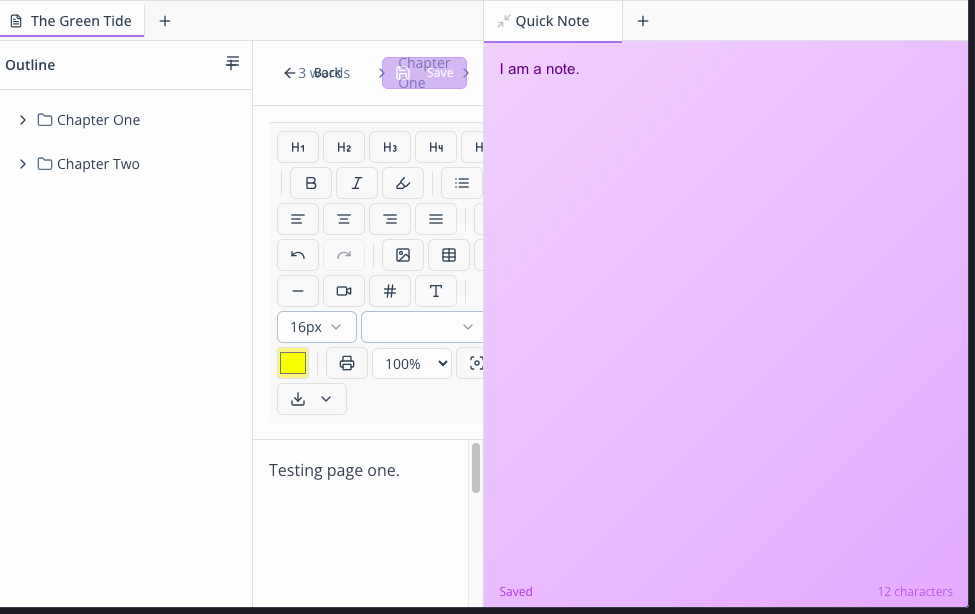 The Green Tide
Quick Note
Outline
Back
3 words
Chapter One
Save
I am a note.
Chapter One
Chapter Two
H1 H2 H3 H4 H
B I
T
16px
100%
Testing page one.
Saved
12 characters